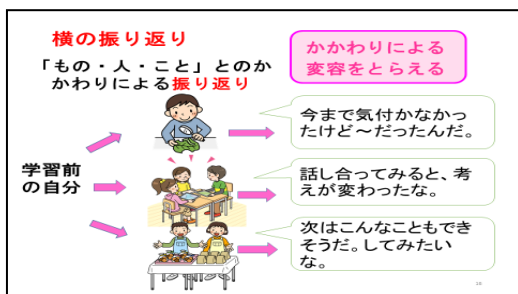 横の振り返り
「もの・人・こと」とのか
かわりによる振り返り
かかわりによる
変容をとらえる
学習前
の自分
今まで気付かなかっ
たけど～だったんだ。
話し合ってみると、考
えが変わったな。
次はこんなこともでき
そうだ。してみたい
な。